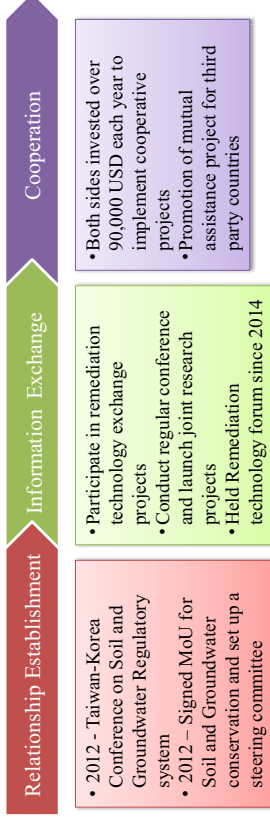 Relationship Establishment
• 2012 - Taiwan-Korea
Conference on Soil and
Groundwater Regulatory
system
• 2012 – Signed MoU for
Soil and Groundwater
conservation and set up a
steering committee
Information Exchange
• Participate in remediation
technology exchange
projects
• Conduct regular conference
and launch joint research
projects
• Held Remediation
technology forum since 2014
Cooperation
• Both sides invested over
90,000 USD each year to
implement cooperative
projects
• Promotion of mutual
assistance project for third
party countries